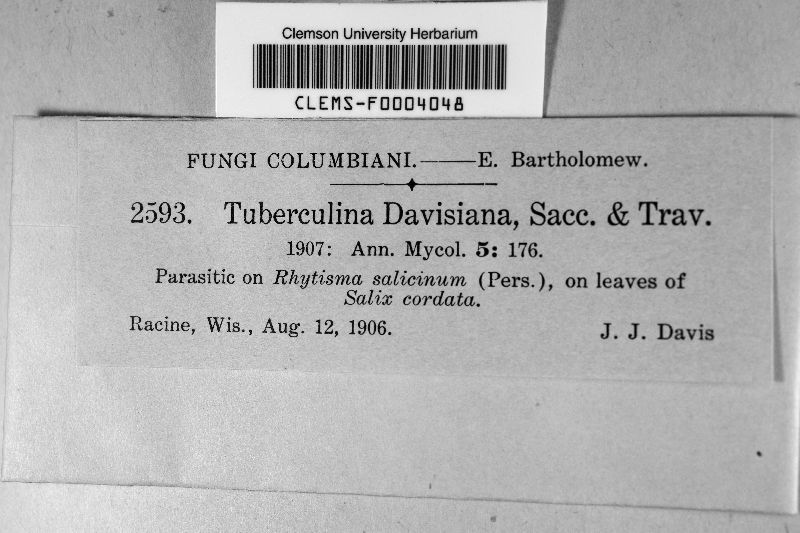 Clemson University Herbarium
CLEMS-F0004048
FUNGI COLUMBIANI.——E. Bartholomew.
2593. Tuberculina Davisiana, Sacc. & Trav.
1907: Ann. Mycol. 5: 176.
Parasitic on Rhytisma salicinum (Pers.), on leaves of
Salix cordata.
Racine, Wis., Aug. 12, 1906. J. J. Davis